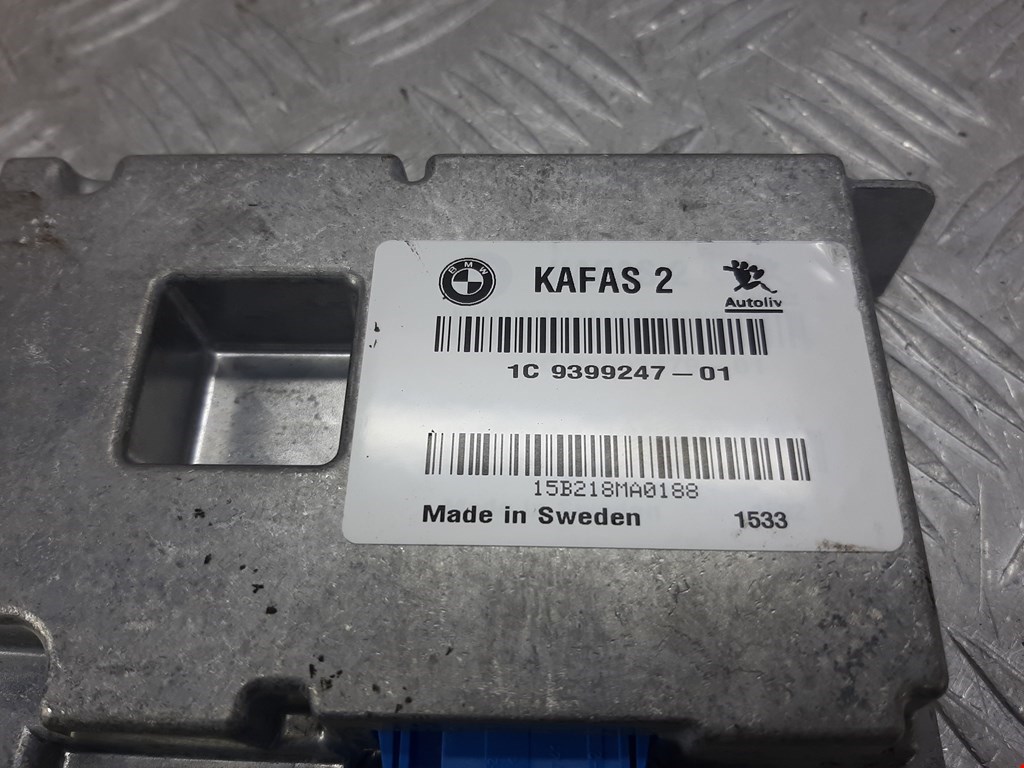 BMW KAFAS 2 Autoliv
1C 9399247-01
15B218MA0188
Made in Sweden 1533